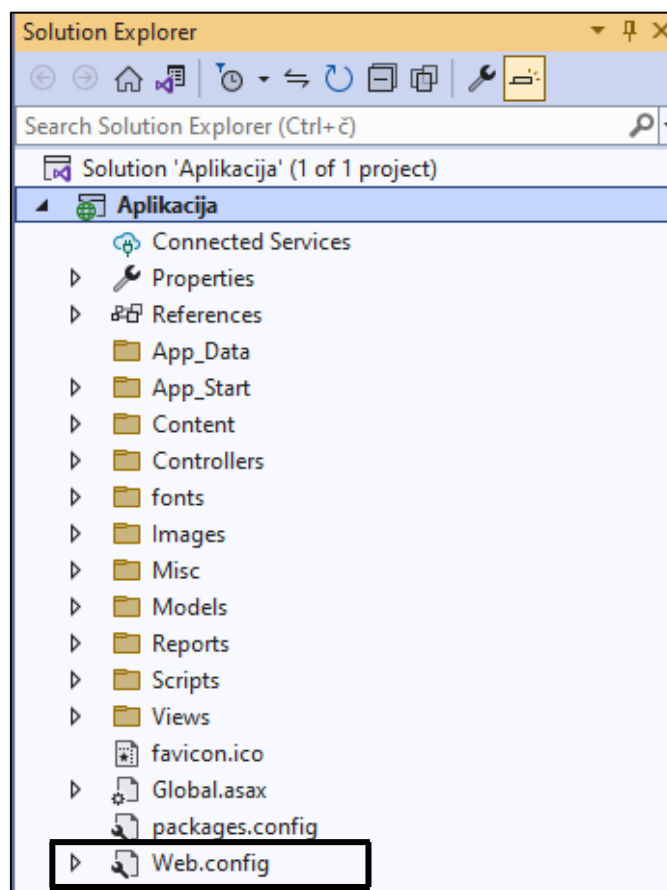 Solution Explorer
Search Solution Explorer (Ctrl+č)
Solution 'Aplikacija' (1 of 1 project)
Aplikacija
Connected Services
Properties
References
App_Data
App_Start
Content
Controllers
fonts
Images
Misc
Models
Reports
Scripts
Views
favicon.ico
Global.asax
packages.config
Web.config